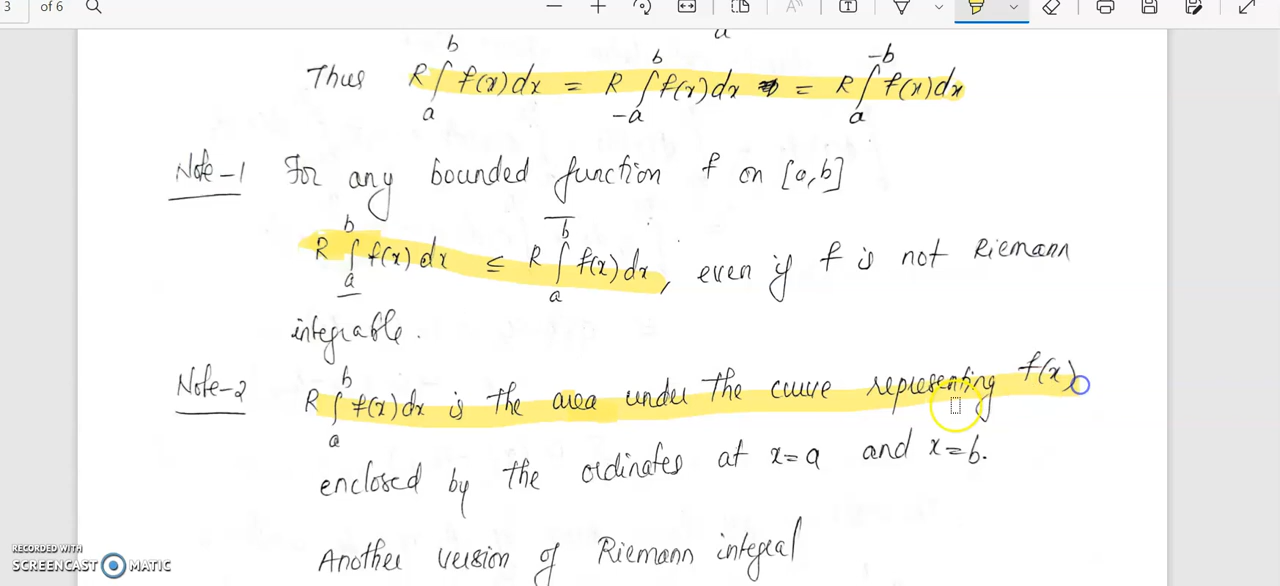 3 of 6
Thus R∫_a^b f(x)dx = R∫_{-a}^b f(x)dx = R∫_a^{-b} f(x)dx
Note-1 For any bounded function f on [a,b]
R∫_{\underline{a}}^b f(x)dx ≤ R∫_a^{\overline{b}} f(x)dx, even if f is not Riemann
integrable.
Note-2 R∫_a^b f(x)dx is the area under the curve representing f(x)
enclosed by the ordinates at x=a and x=b.
Another version of Riemann integral
RECORDED WITH
SCREENCAST MATIC